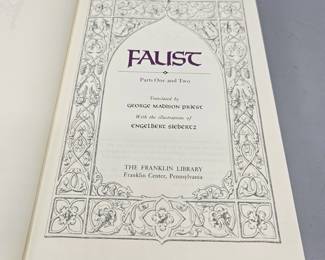 FAUST
Parts One and Two
Translated by
GEORGE MADISON PRIEST
With the illustrations of
ENGELBERT SEIBERTZ
THE FRANKLIN LIBRARY
Franklin Center, Pennsylvania